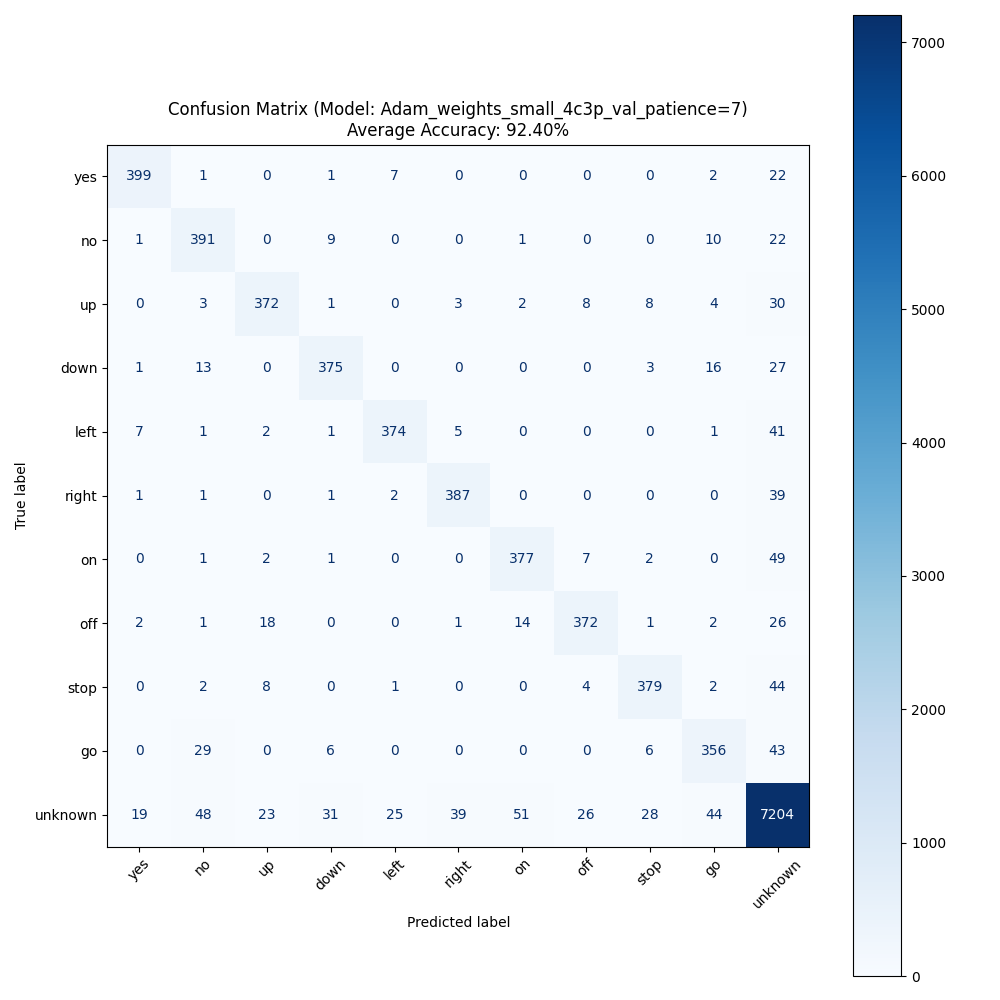 Confusion Matrix (Model: Adam_weights_small_4c3p_val_patience=7)
Average Accuracy: 92.40%
yes 399 1 0 1 7 0 0 0 0 2 22
no 1 391 0 9 0 0 1 0 0 10 22
up 0 3 372 1 0 3 2 8 8 4 30
down 1 13 0 375 0 0 0 0 3 16 27
left 7 1 2 1 374 5 0 0 0 1 41
right 1 1 0 1 2 387 0 0 0 0 39
on 0 1 2 1 0 0 377 7 2 0 49
off 2 1 18 0 0 1 14 372 1 2 26
stop 0 2 8 0 1 0 0 4 379 2 44
go 0 29 0 6 0 0 0 0 6 356 43
unknown 19 48 23 31 25 39 51 26 28 44 7204
yes no up down left right on off stop go unknown
Predicted label
True label
7000
6000
5000
4000
3000
2000
1000
0